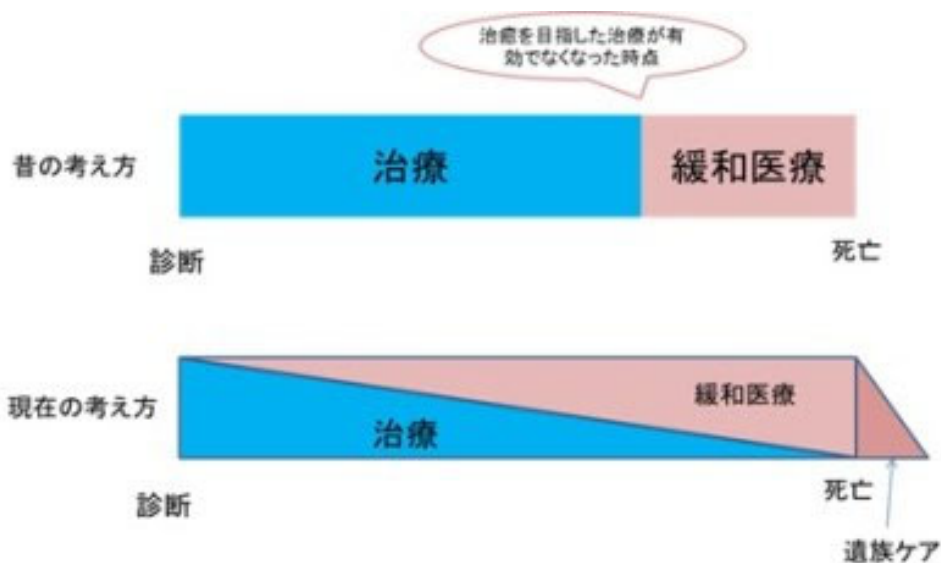 治癒を目指した治療が有
効でなくなった時点
昔の考え方
治療
緩和医療
診断
死亡
現在の考え方
緩和医療
治療
診断
死亡
遺族ケア